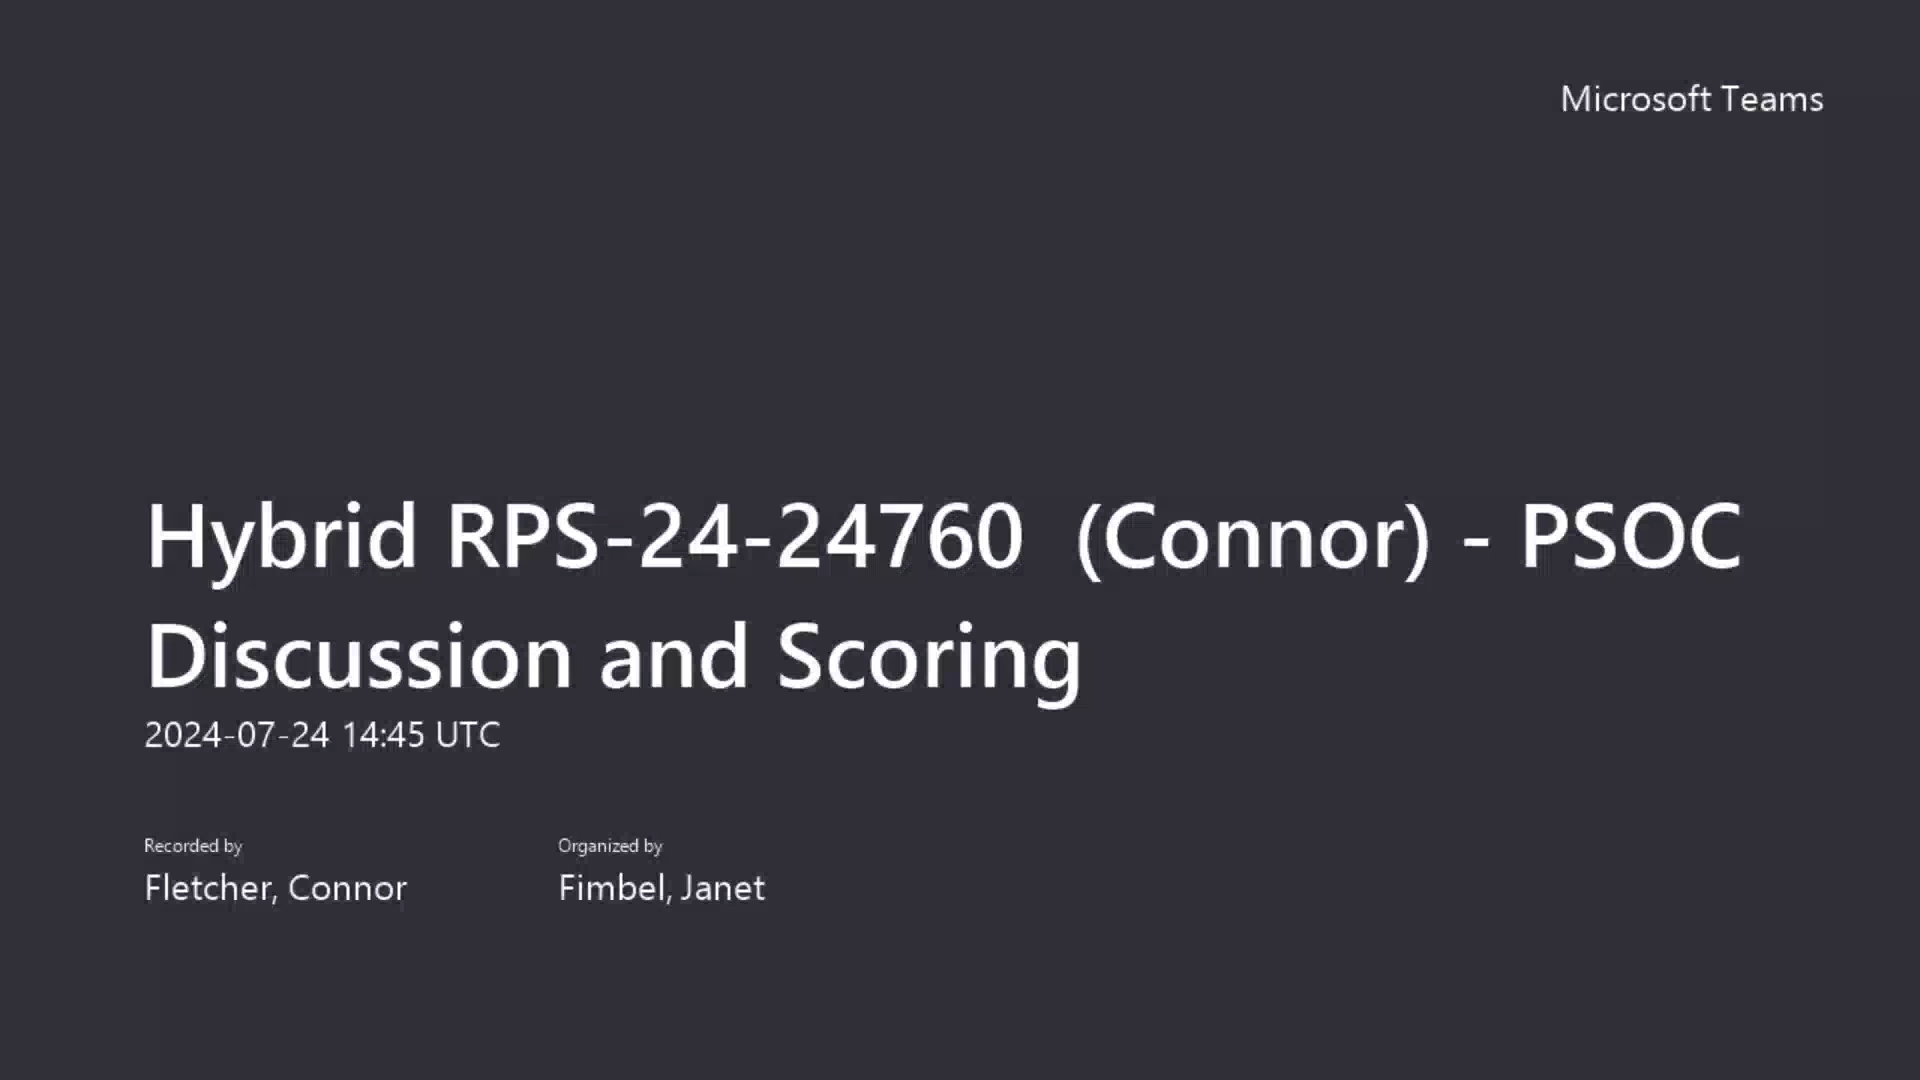 Microsoft Teams
Hybrid RPS-24-24760  (Connor) - PSOC
Discussion and Scoring
2024-07-24 14:45 UTC
Recorded by
Organized by
Fletcher, Connor
Fimbel, Janet